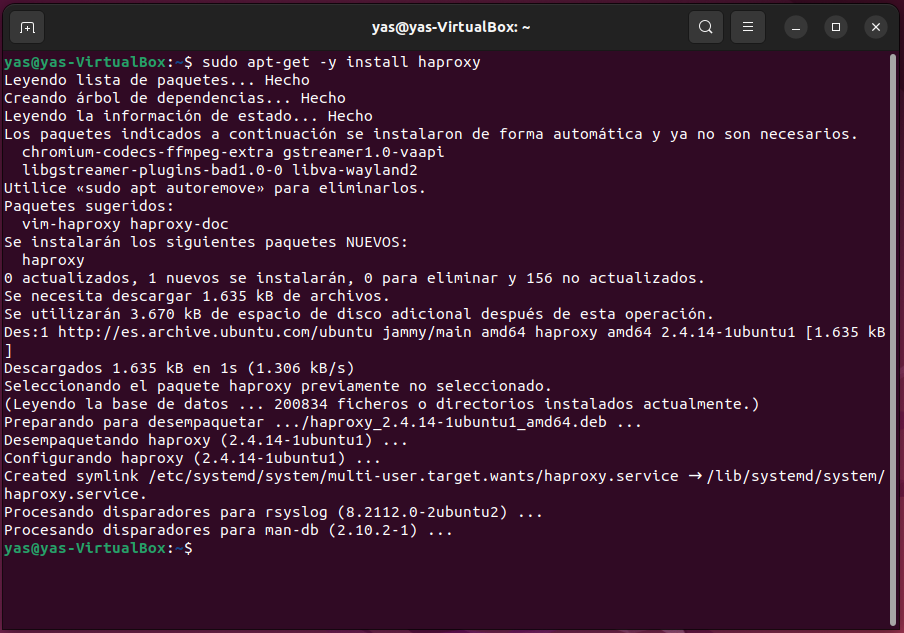 yas@yas-VirtualBox: ~
yas@yas-VirtualBox:~$ sudo apt-get -y install haproxy
Leyendo lista de paquetes... Hecho
Creando árbol de dependencias... Hecho
Leyendo la información de estado... Hecho
Los paquetes indicados a continuación se instalaron de forma automática y ya no son necesarios.
  chromium-codecs-ffmpeg-extra gstreamer1.0-vaapi
  libgstreamer-plugins-bad1.0-0 libva-wayland2
Utilice «sudo apt autoremove» para eliminarlos.
Paquetes sugeridos:
  vim-haproxy haproxy-doc
Se instalarán los siguientes paquetes NUEVOS:
  haproxy
0 actualizados, 1 nuevos se instalarán, 0 para eliminar y 156 no actualizados.
Se necesita descargar 1.635 kB de archivos.
Se utilizarán 3.670 kB de espacio de disco adicional después de esta operación.
Des:1 http://es.archive.ubuntu.com/ubuntu jammy/main amd64 haproxy amd64 2.4.14-1ubuntu1 [1.635 kB
]
Descargados 1.635 kB en 1s (1.306 kB/s)
Seleccionando el paquete haproxy previamente no seleccionado.
(Leyendo la base de datos ... 200834 ficheros o directorios instalados actualmente.)
Preparando para desempaquetar .../haproxy_2.4.14-1ubuntu1_amd64.deb ...
Desempaquetando haproxy (2.4.14-1ubuntu1) ...
Configurando haproxy (2.4.14-1ubuntu1) ...
Created symlink /etc/systemd/system/multi-user.target.wants/haproxy.service → /lib/systemd/system/
haproxy.service.
Procesando disparadores para rsyslog (8.2112.0-2ubuntu2) ...
Procesando disparadores para man-db (2.10.2-1) ...
yas@yas-VirtualBox:~$